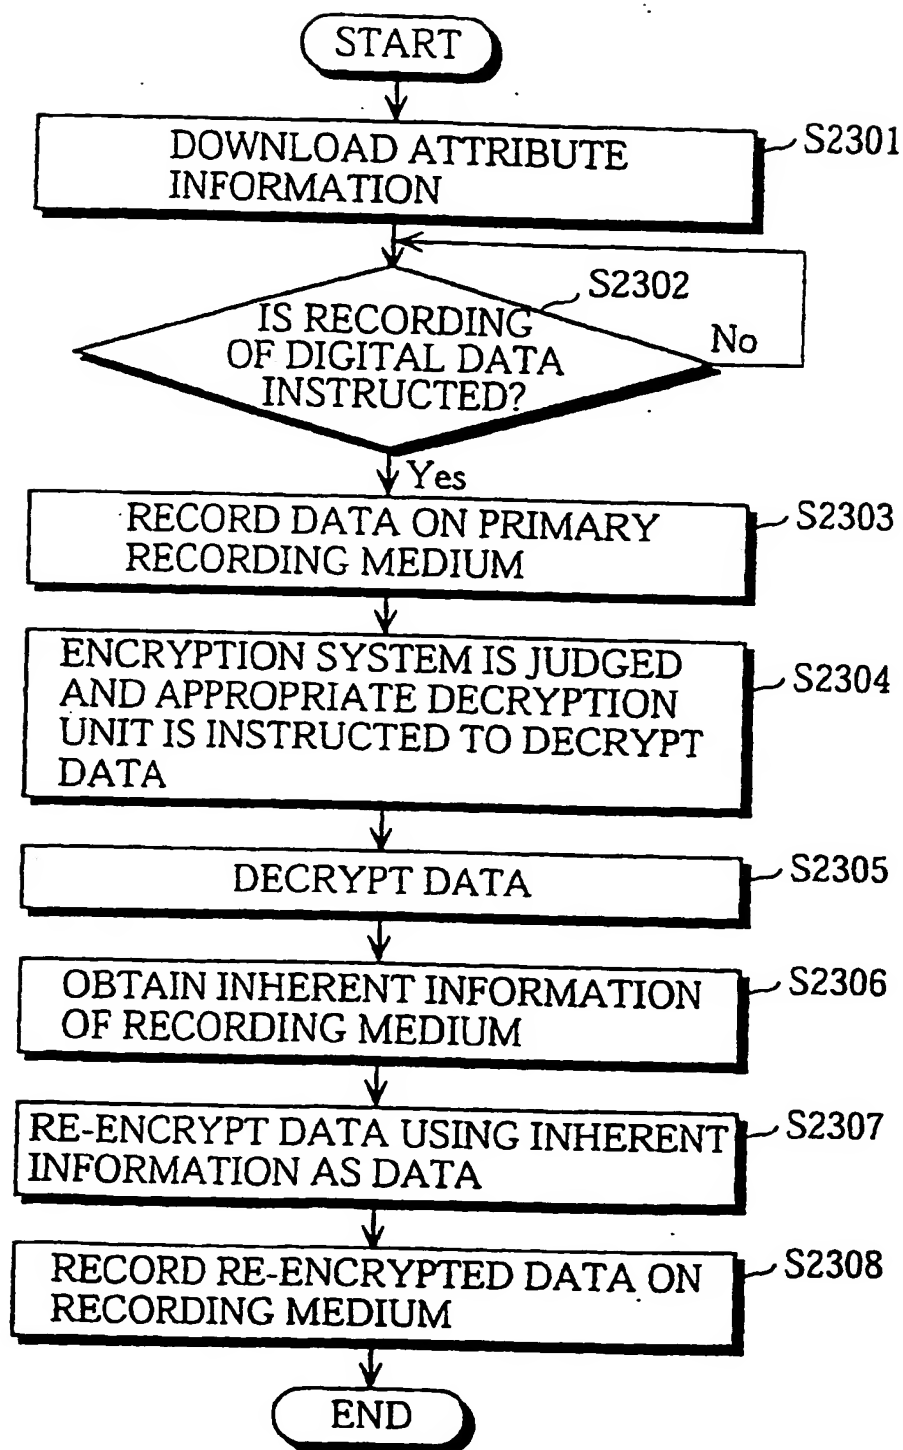 START
DOWNLOAD ATTRIBUTE
INFORMATION
S2301
S2302
IS RECORDING
OF DIGITAL DATA
INSTRUCTED?
No
Yes
RECORD DATA ON PRIMARY
RECORDING MEDIUM
S2303
ENCRYPTION SYSTEM IS JUDGED
AND APPROPRIATE DECRYPTION
UNIT IS INSTRUCTED TO DECRYPT
DATA
S2304
DECRYPT DATA
S2305
OBTAIN INHERENT INFORMATION
OF RECORDING MEDIUM
S2306
RE-ENCRYPT DATA USING INHERENT
INFORMATION AS DATA
S2307
RECORD RE-ENCRYPTED DATA ON
RECORDING MEDIUM
S2308
END